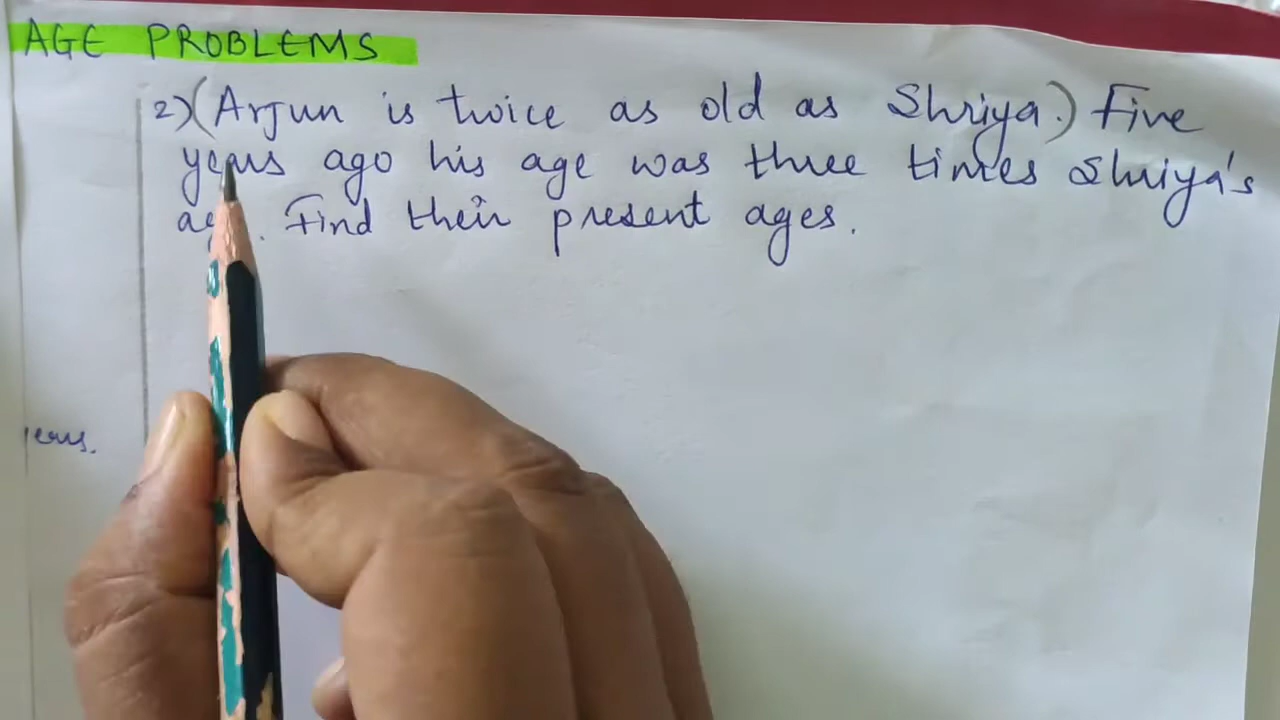 AGE PROBLEMS
2) (Arjun is twice as old as Shriya.) Five
years ago his age was three times Shriya's
. Find their present ages.